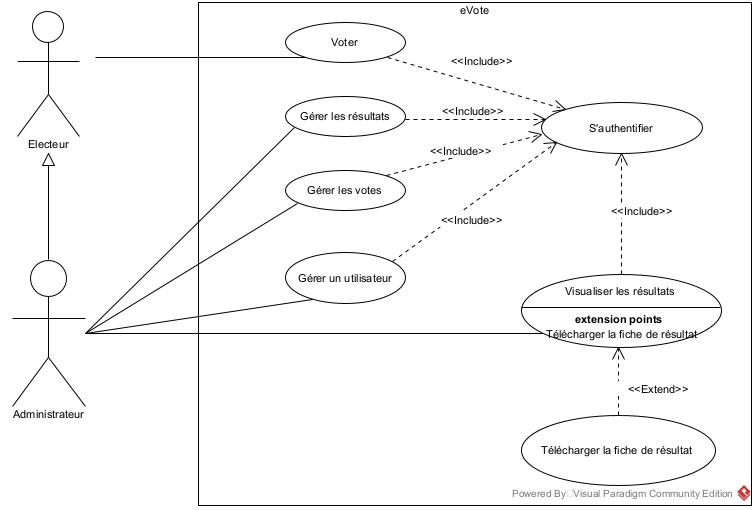 eVote
Voter
<<Include>>
Gérer les résultats
<<Include>>
S'authentifier
Electeur
<<Include>>
Gérer les votes
<<Include>>
<<Include>>
Gérer un utilisateur
Visualiser les résultats
extension points
Télécharger la fiche de résultat
Administrateur
<<Extend>>
Télécharger la fiche de résultat
Powered By Visual Paradigm Community Edition